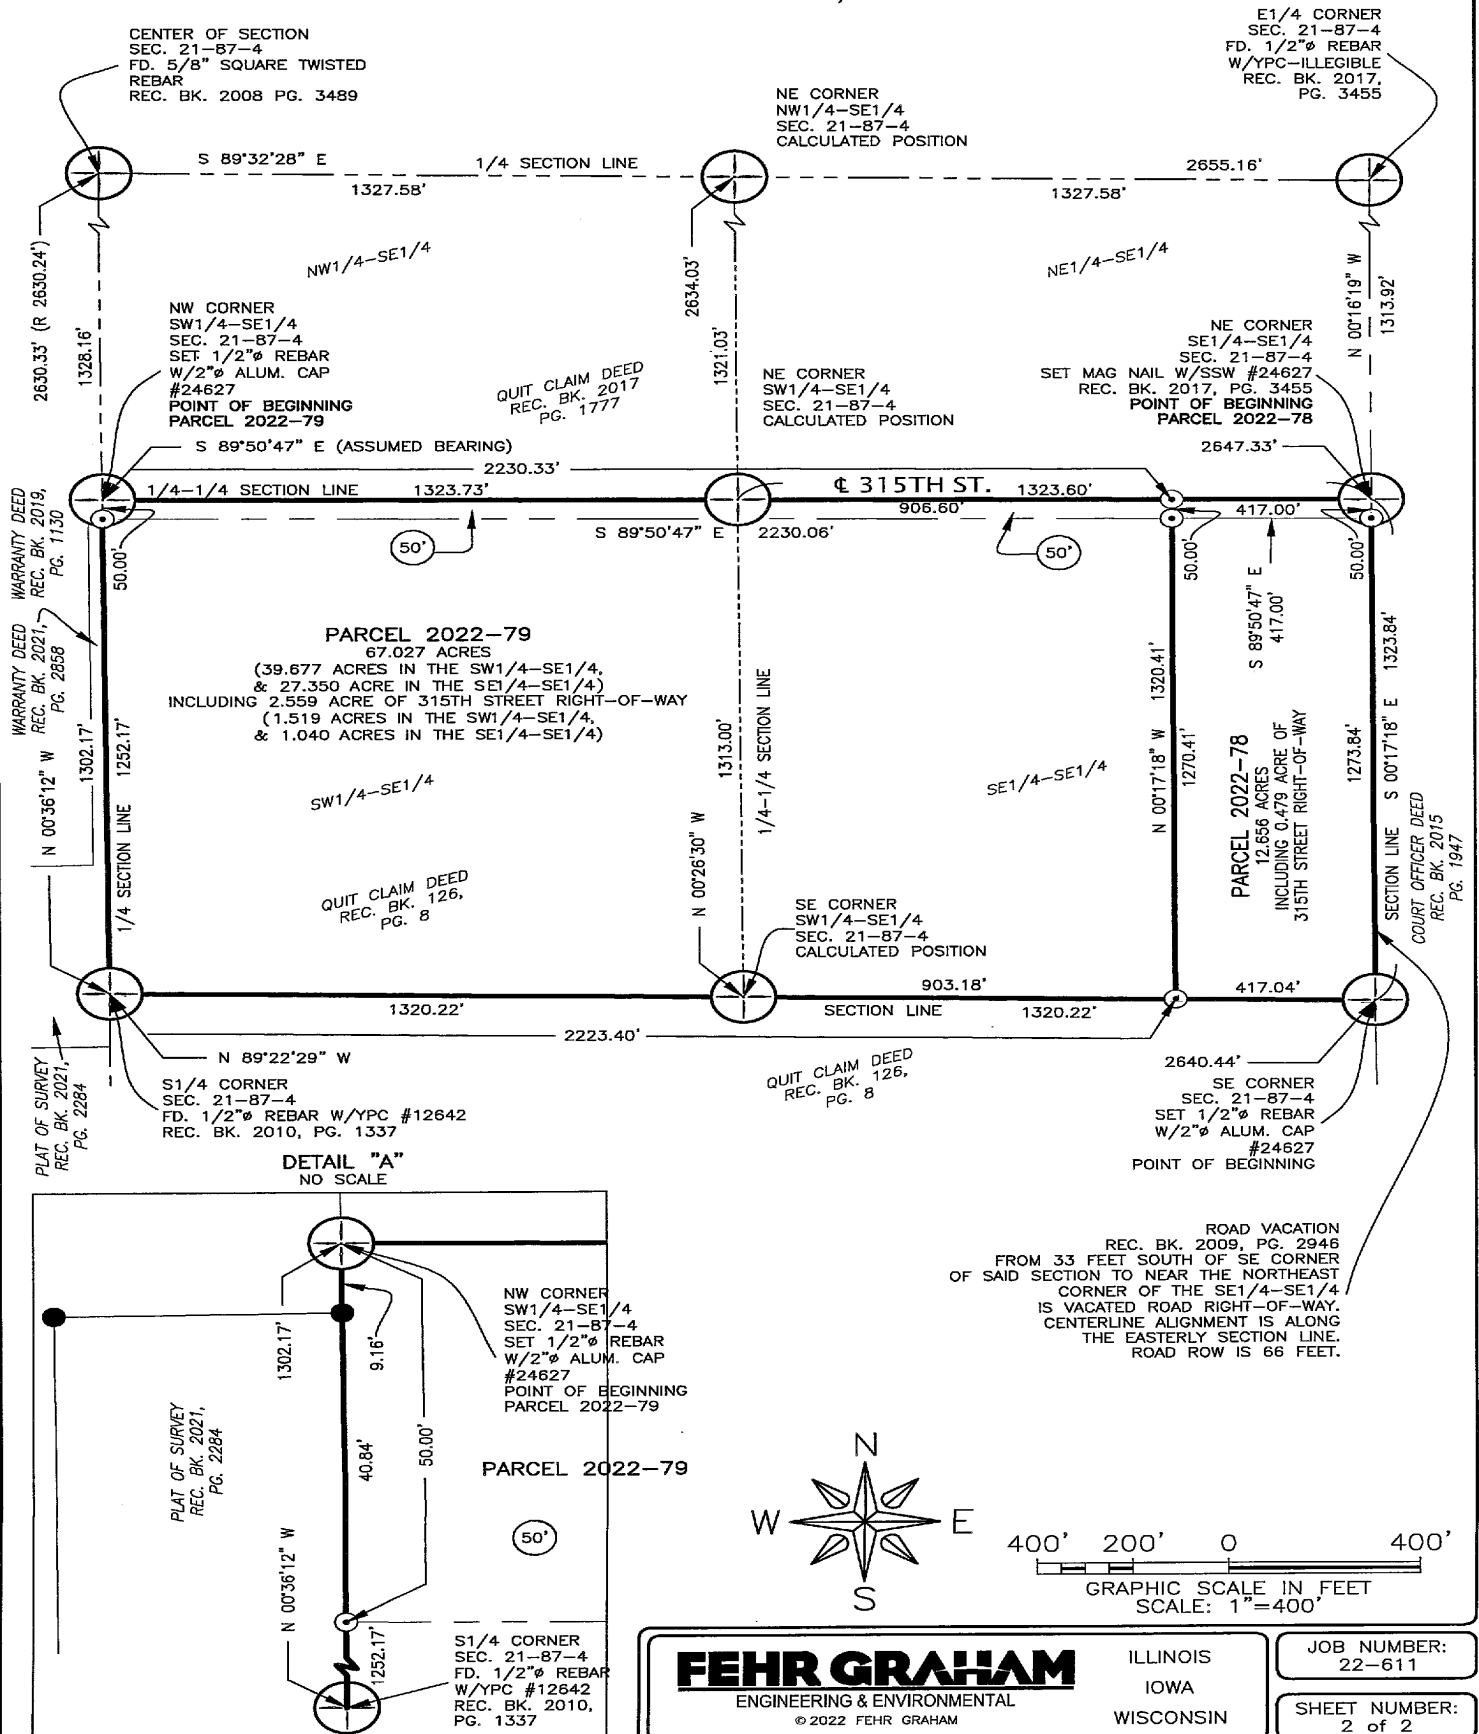 CENTER OF SECTION
SEC. 21-87-4
FD. 5/8" SQUARE TWISTED
REBAR
REC. BK. 2008 PG. 3489
E1/4 CORNER
SEC. 21-87-4
FD. 1/2"ø REBAR
W/YPC-ILLEGIBLE
REC. BK. 2017,
PG. 3455
NE CORNER
NW1/4-SE1/4
SEC. 21-87-4
CALCULATED POSITION
S 89°32'28" E
1/4 SECTION LINE
2655.16'
1327.58'
1327.58'
2630.33' (R 2630.24')
1328.16'
NW1/4-SE1/4
2634.03'
1321.03'
NE1/4-SE1/4
N 00°16'19" W
1313.92'
NW CORNER
SW1/4-SE1/4
SEC. 21-87-4
SET 1/2"ø REBAR
W/2"ø ALUM. CAP
#24627
POINT OF BEGINNING
PARCEL 2022-79
QUIT CLAIM DEED
REC. BK. 2017
PG. 1777
NE CORNER
SW1/4-SE1/4
SEC. 21-87-4
CALCULATED POSITION
NE CORNER
SE1/4-SE1/4
SEC. 21-87-4
SET MAG NAIL W/SSW #24627
REC. BK. 2017, PG. 3455
POINT OF BEGINNING
PARCEL 2022-78
S 89°50'47" E (ASSUMED BEARING)
2647.33'
2230.33'
1/4-1/4 SECTION LINE
1323.73'
℄ 315TH ST.
1323.60'
906.60'
417.00'
S 89°50'47" E
2230.06'
50'
50'
WARRANTY DEED
REC. BK. 2019,
PG. 1130
50.00'
50.00'
50.00'
S 89°50'47" E
417.00'
WARRANTY DEED
REC. BK. 2021,
PG. 2858
PARCEL 2022-79
67.027 ACRES
(39.677 ACRES IN THE SW1/4-SE1/4,
& 27.350 ACRE IN THE SE1/4-SE1/4)
INCLUDING 2.559 ACRE OF 315TH STREET RIGHT-OF-WAY
(1.519 ACRES IN THE SW1/4-SE1/4,
& 1.040 ACRES IN THE SE1/4-SE1/4)
N 00°36'12" W
1302.17'
1252.17'
1/4 SECTION LINE
SW1/4-SE1/4
1313.00'
1/4-1/4 SECTION LINE
N 00°26'30" W
SE1/4-SE1/4
N 00°17'18" W
1320.41'
1270.41'
PARCEL 2022-78
12.656 ACRES
INCLUDING 0.479 ACRE OF
315TH STREET RIGHT-OF-WAY
1273.84'
SECTION LINE
S 00°17'18" E
1323.84'
COURT OFFICER DEED
REC. BK. 2015
PG. 1947
QUIT CLAIM DEED
REC. BK. 126,
PG. 8
SE CORNER
SW1/4-SE1/4
SEC. 21-87-4
CALCULATED POSITION
903.18'
417.04'
1320.22'
SECTION LINE
1320.22'
2223.40'
N 89°22'29" W
2640.44'
PLAT OF SURVEY
REC. BK. 2021,
PG. 2284
S1/4 CORNER
SEC. 21-87-4
FD. 1/2"ø REBAR W/YPC #12642
REC. BK. 2010, PG. 1337
QUIT CLAIM DEED
REC. BK. 126,
PG. 8
SE CORNER
SEC. 21-87-4
SET 1/2"ø REBAR
W/2"ø ALUM. CAP
#24627
POINT OF BEGINNING
DETAIL "A"
NO SCALE
ROAD VACATION
REC. BK. 2009, PG. 2946
FROM 33 FEET SOUTH OF SE CORNER
OF SAID SECTION TO NEAR THE NORTHEAST
CORNER OF THE SE1/4-SE1/4
IS VACATED ROAD RIGHT-OF-WAY.
CENTERLINE ALIGNMENT IS ALONG
THE EASTERLY SECTION LINE.
ROAD ROW IS 66 FEET.
NW CORNER
SW1/4-SE1/4
SEC. 21-87-4
SET 1/2"ø REBAR
W/2"ø ALUM. CAP
#24627
POINT OF BEGINNING
PARCEL 2022-79
1302.17'
9.16'
PLAT OF SURVEY
REC. BK. 2021,
PG. 2284
40.84'
50.00'
PARCEL 2022-79
50'
N 00°36'12" W
1252.17'
S1/4 CORNER
SEC. 21-87-4
FD. 1/2"ø REBAR
W/YPC #12642
REC. BK. 2010,
PG. 1337
N
W
E
S
400'
200'
0
400'
GRAPHIC SCALE IN FEET
SCALE: 1"=400'
FEHR GRAHAM
ENGINEERING & ENVIRONMENTAL
© 2022 FEHR GRAHAM
ILLINOIS
IOWA
WISCONSIN
JOB NUMBER:
22-611
SHEET NUMBER:
2 of 2